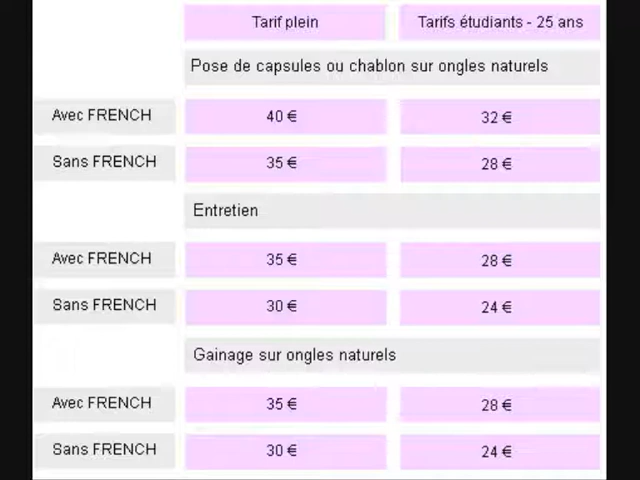 Tarif plein Tarifs étudiants - 25 ans
Pose de capsules ou chablon sur ongles naturels
Avec FRENCH 40 € 32 €
Sans FRENCH 35 € 28 €
Entretien
Avec FRENCH 35 € 28 €
Sans FRENCH 30 € 24 €
Gainage sur ongles naturels
Avec FRENCH 35 € 28 €
Sans FRENCH 30 € 24 €